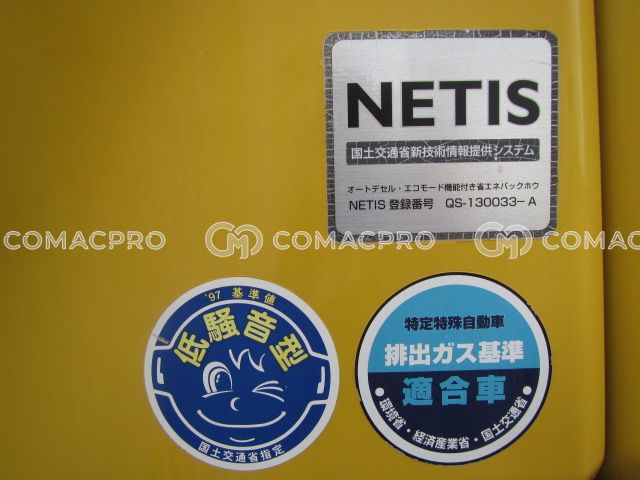 NETIS
国土交通省新技術情報提供システム
オートデセル・エコモード機能付き省エネバックホウ
NETIS 登録番号 QS-130033-A
COMACPRO COMACPRO COMACPRO
'97 基準値
低騒音型
国土交通省指定
特定特殊自動車
排出ガス基準
適合車
・環境省・経済産業省・国土交通省・